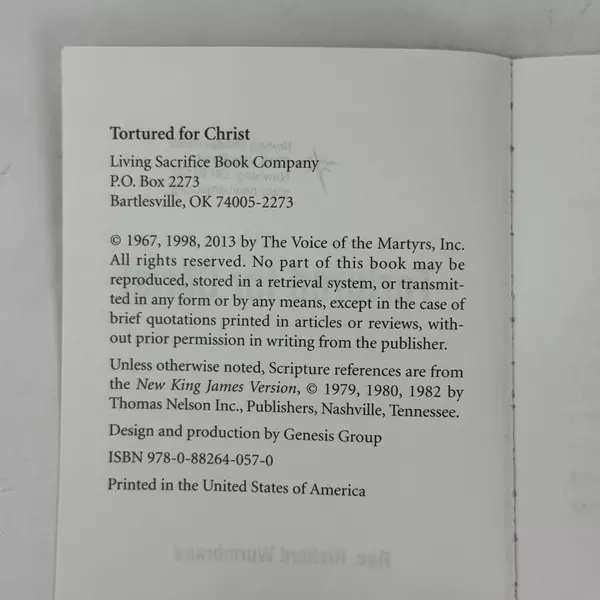 Tortured for Christ
Living Sacrifice Book Company
P.O. Box 2273
Bartlesville, OK 74005-2273
© 1967, 1998, 2013 by The Voice of the Martyrs, Inc.
All rights reserved. No part of this book may be
reproduced, stored in a retrieval system, or transmit-
ted in any form or by any means, except in the case of
brief quotations printed in articles or reviews, with-
out prior permission in writing from the publisher.
Unless otherwise noted, Scripture references are from
the New King James Version, © 1979, 1980, 1982 by
Thomas Nelson Inc., Publishers, Nashville, Tennessee.
Design and production by Genesis Group
ISBN 978-0-88264-057-0
Printed in the United States of America
Rev. Richard Wurmbrand